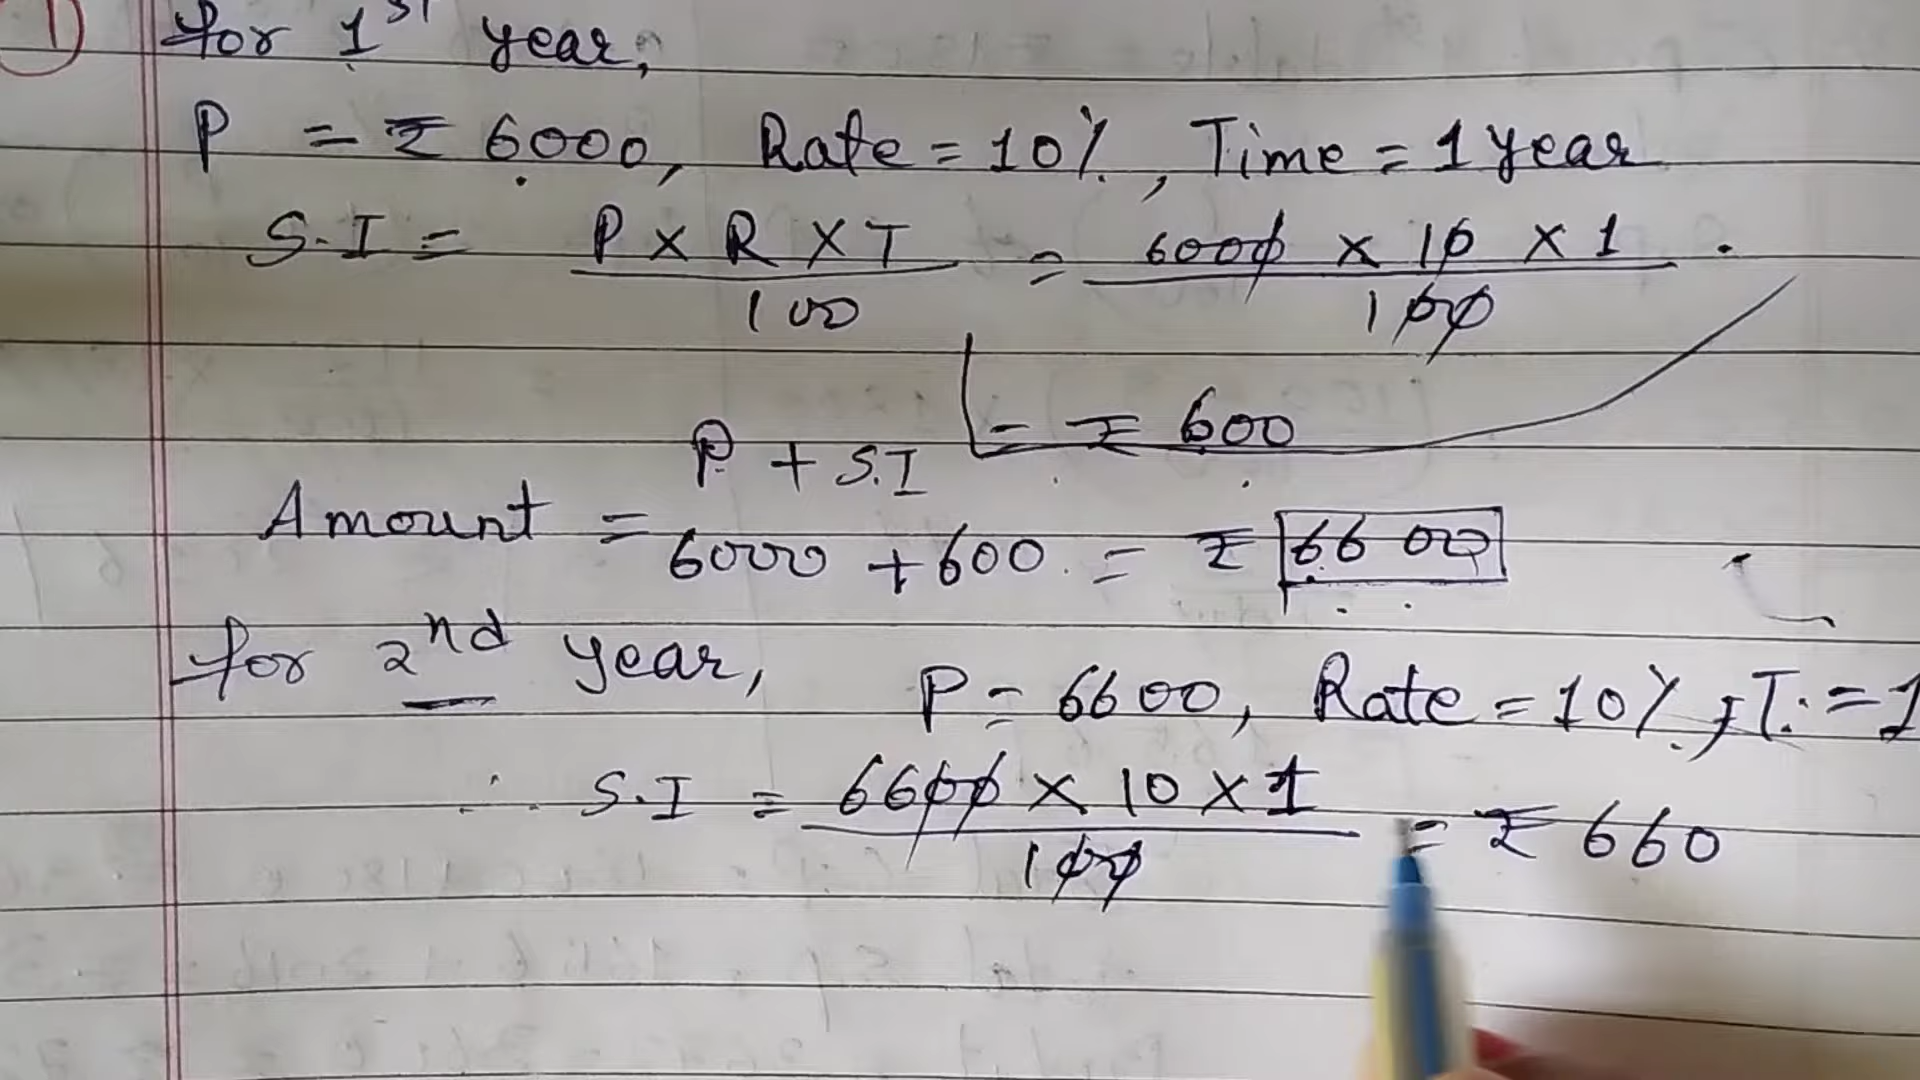 1) for 1st year,
P = ₹ 6000, Rate = 10%, Time = 1 year
S.I = P X R X T / 100 = 6000 x 10 x 1 / 100
= ₹ 600
P + S.I
Amount = 6000 + 600 = ₹ 6600
for 2nd year, P = 6600, Rate = 10%, T. = 1
∴ S.I = 6600 x 10 x 1 / 100 = ₹ 660